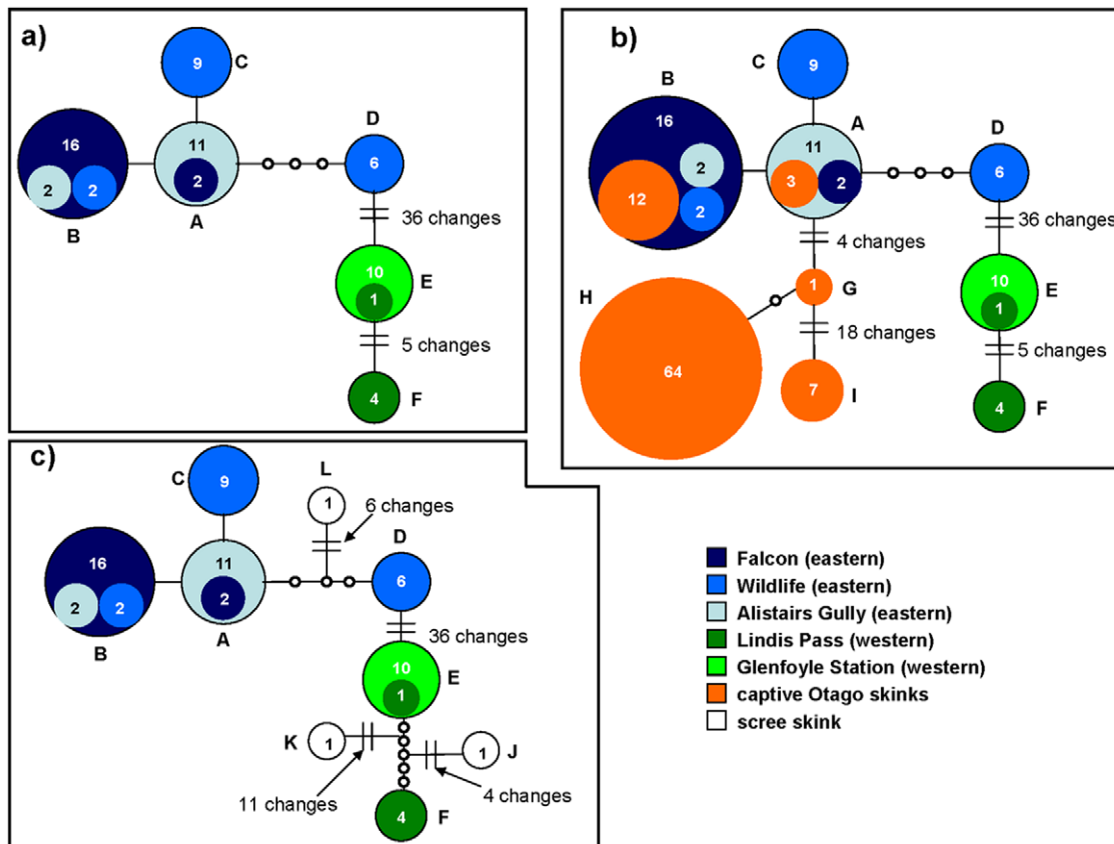 a)
C
9
D
16
11
6
2
2
2
A
B
36 changes
10
E
1
5 changes
4
F
b)
C
9
B
A
16
11
D
2
3
2
6
12
2
4 changes
36 changes
H
1
G
10
E
1
18 changes
5 changes
64
7
I
4
F
c)
L
C
9
1
6 changes
D
16
11
6
2
2
2
A
B
36 changes
10
E
1
K
1
1
J
11 changes
4 changes
4
F
Falcon (eastern)
Wildlife (eastern)
Alistairs Gully (eastern)
Lindis Pass (western)
Glenfoyle Station (western)
captive Otago skinks
scree skink